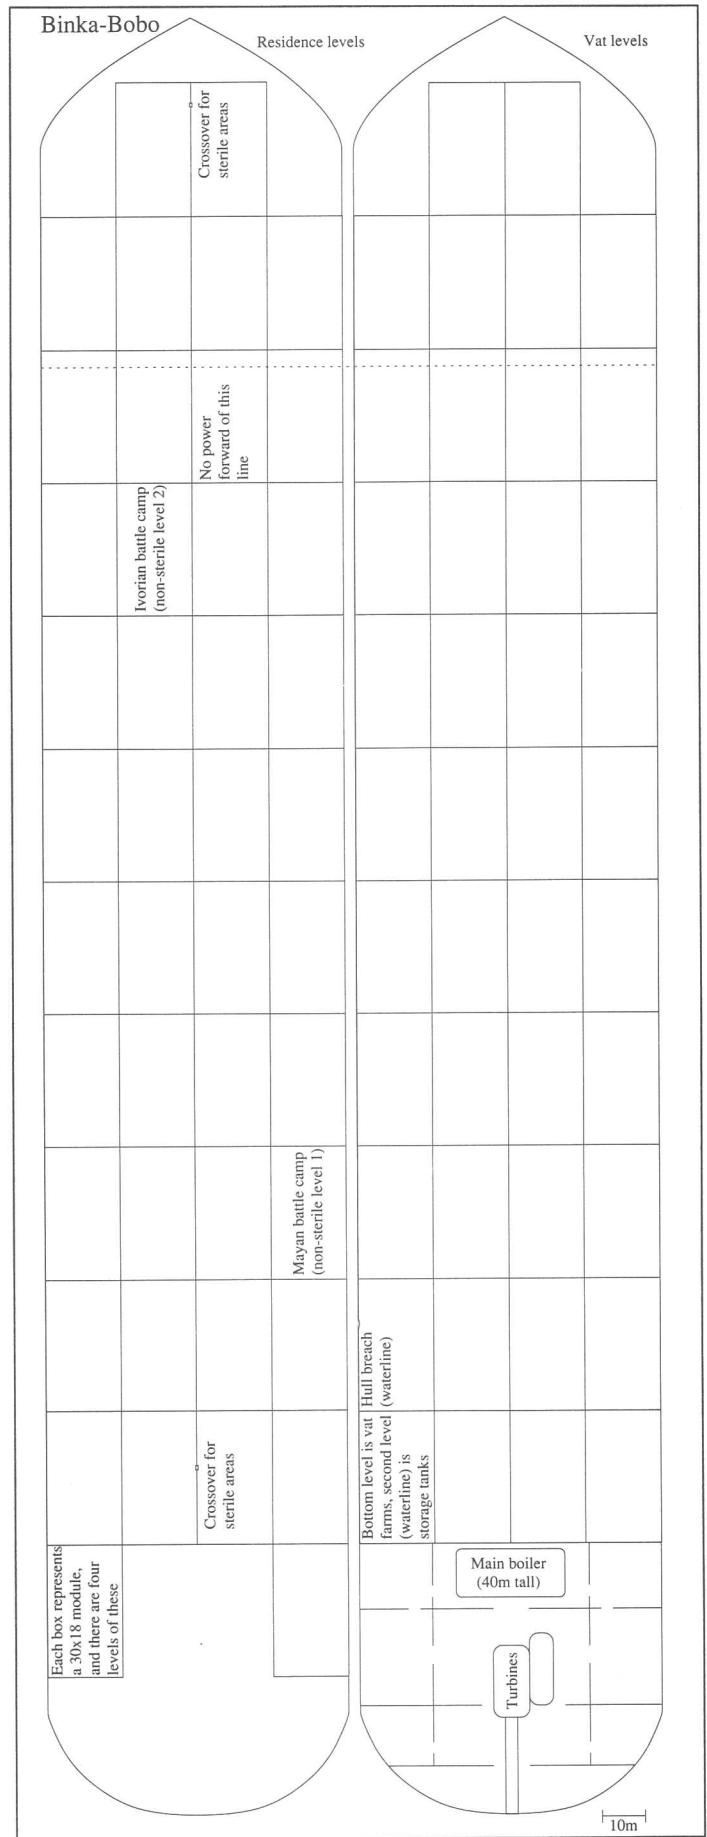 Binka-Bobo
Residence levels
Vat levels
Crossover for
sterile areas
No power
forward of this
line
Ivorian battle camp
(non-sterile level 2)
Mayan battle camp
(non-sterile level 1)
Hull breach
(waterline)
Crossover for
sterile areas
Bottom level is vat
farms, second level
(waterline) is
storage tanks
Each box represents
a 30x18 module,
and there are four
levels of these
Main boiler
(40m tall)
Turbines
10m